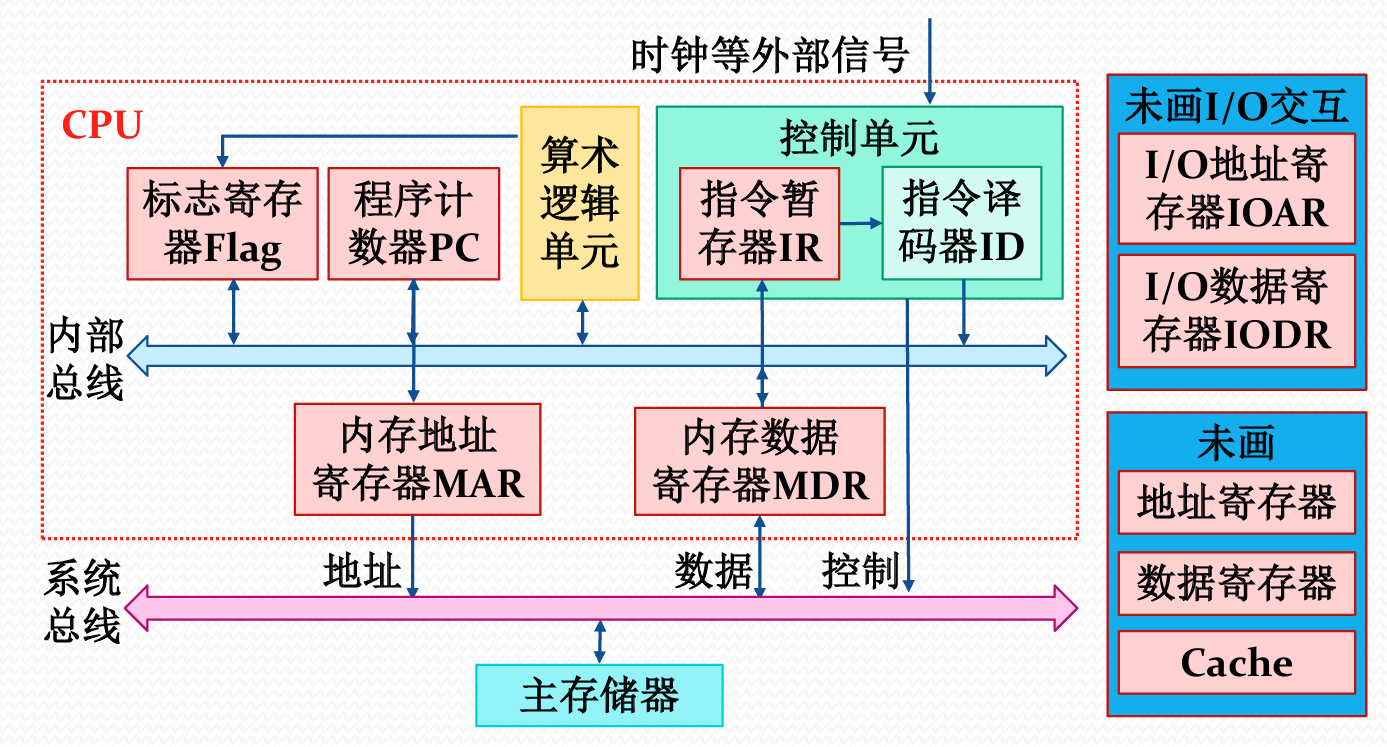 时钟等外部信号
CPU
标志寄存
器Flag
程序计
数器PC
算术
逻辑
单元
控制单元
指令暂
存器IR
指令译
码器ID
内部
总线
内存地址
寄存器MAR
内存数据
寄存器MDR
地址
数据
控制
系统
总线
主存储器
未画I/O交互
I/O地址寄
存器IOAR
I/O数据寄
存器IODR
未画
地址寄存器
数据寄存器
Cache